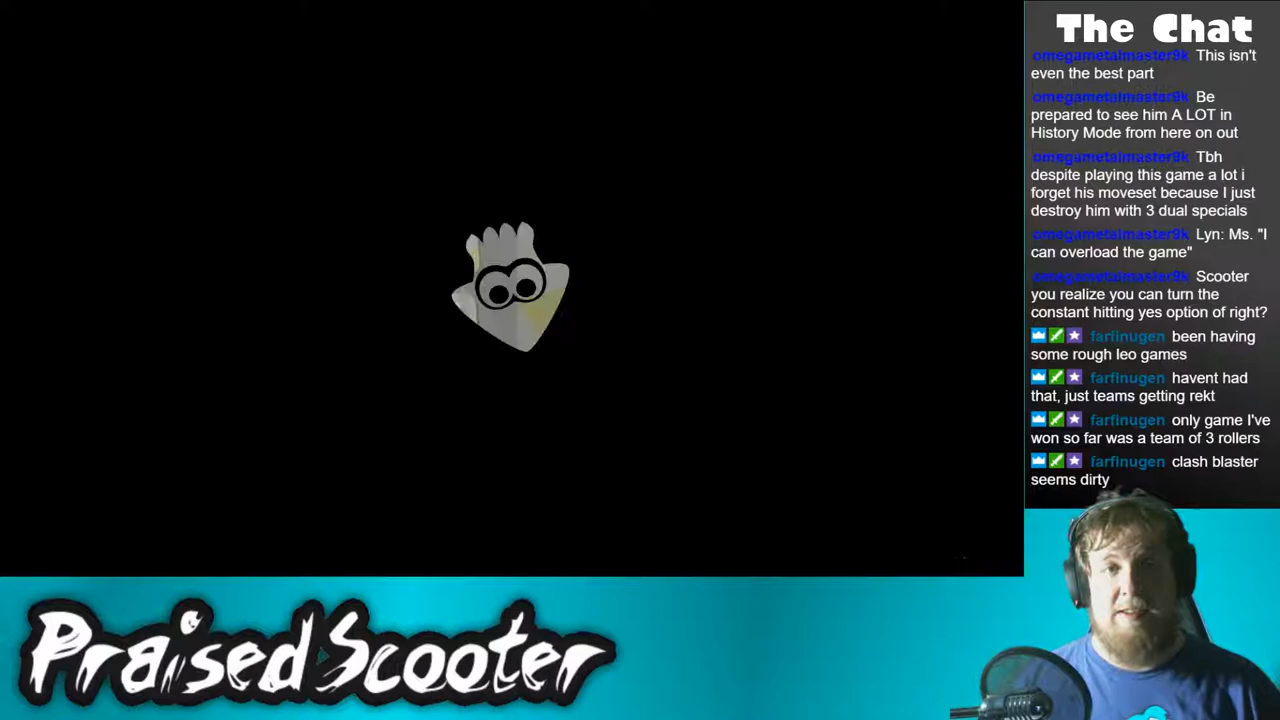 The Chat
omegametalmaster9k This isn't
even the best part
omegametalmaster9k Be
prepared to see him A LOT in
History Mode from here on out
omegametalmaster9k Tbh
despite playing this game a lot i
forget his moveset because I just
destroy him with 3 dual specials
omegametalmaster9k Lyn: Ms. "I
can overload the game"
omegametalmaster9k Scooter
you realize you can turn the
constant hitting yes option of right?
farfinugen been having
some rough leo games
farfinugen havent had
that, just teams getting rekt
farfinugen only game I've
won so far was a team of 3 rollers
farfinugen clash blaster
seems dirty
PraisedScooter